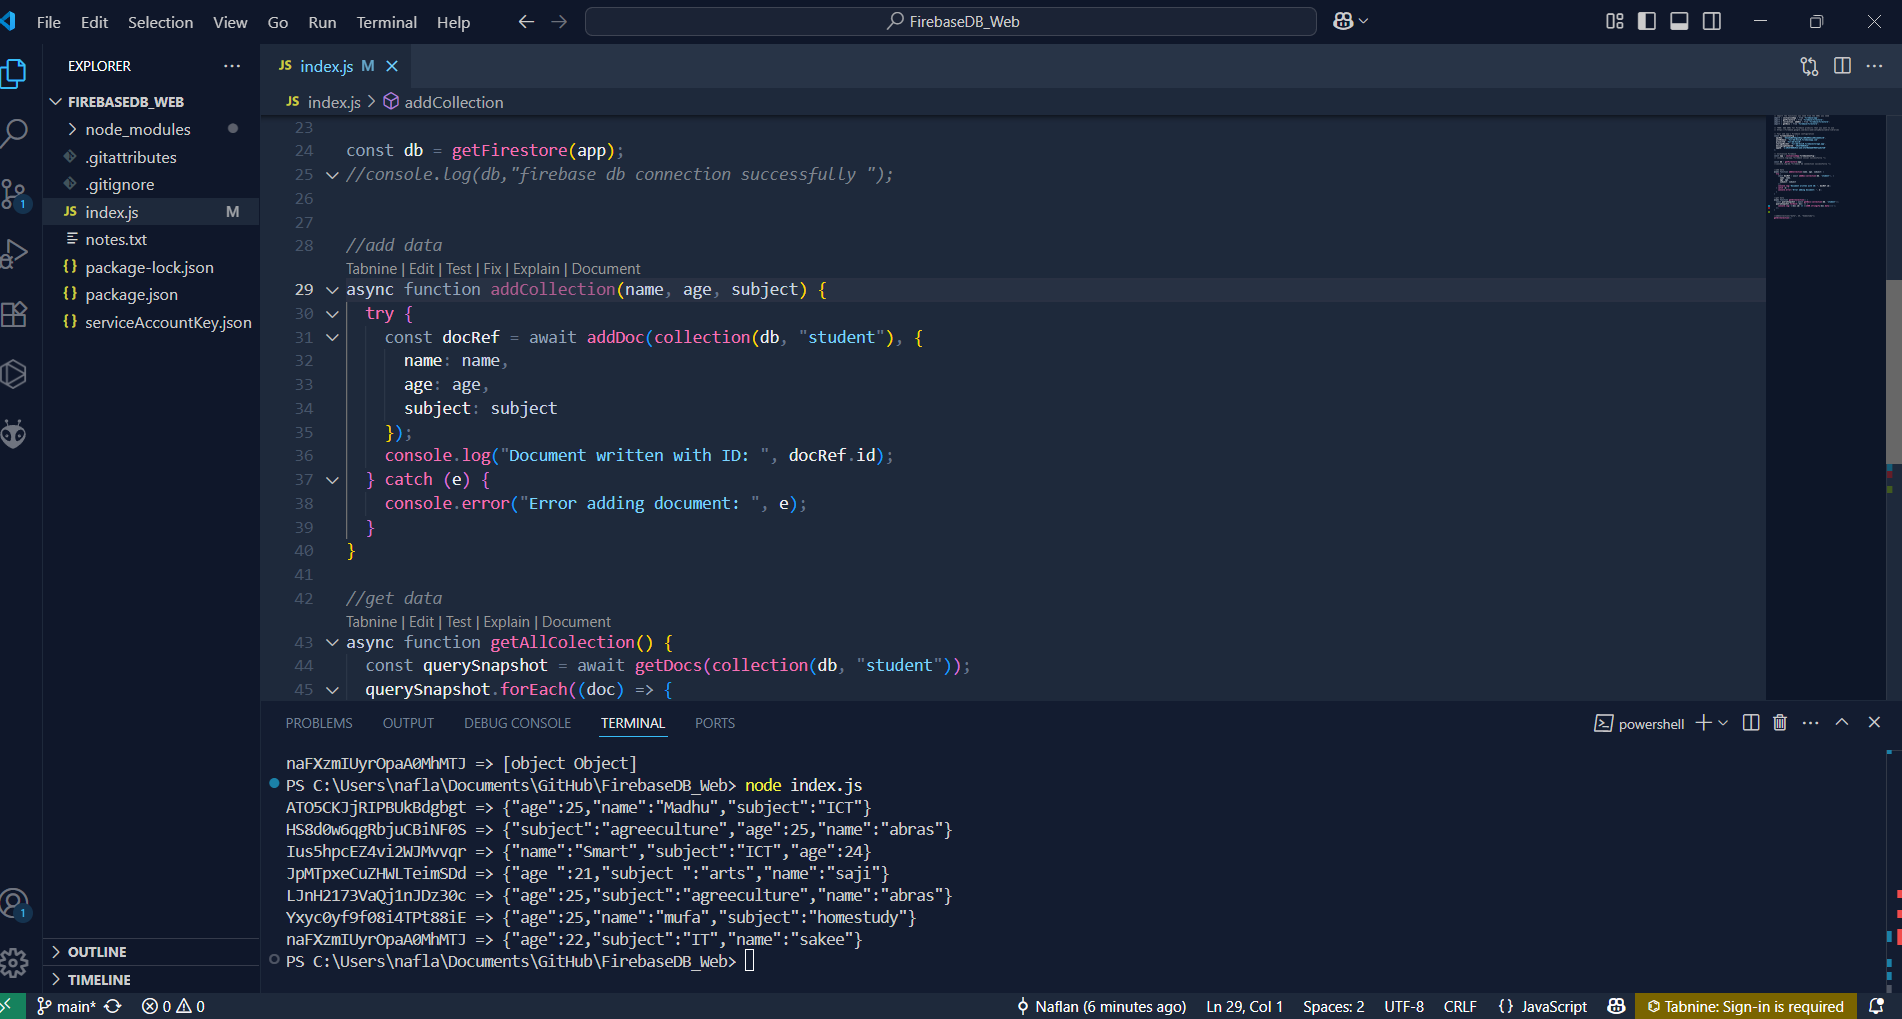 File Edit Selection View Go Run Terminal Help
FirebaseDB_Web
EXPLORER
FIREBASEDB_WEB
node_modules
.gitattributes
.gitignore
JS index.js M
notes.txt
{} package-lock.json
{} package.json
{} serviceAccountKey.json
OUTLINE
TIMELINE
JS index.js M
JS index.js > addCollection
23
24 const db = getFirestore(app);
25 //console.log(db,"firebase db connection successfully ");
26
27
28 //add data
Tabnine | Edit | Test | Fix | Explain | Document
29 async function addCollection(name, age, subject) {
30 try {
31 const docRef = await addDoc(collection(db, "student"), {
32 name: name,
33 age: age,
34 subject: subject
35 });
36 console.log("Document written with ID: ", docRef.id);
37 } catch (e) {
38 console.error("Error adding document: ", e);
39 }
40 }
41
42 //get data
Tabnine | Edit | Test | Explain | Document
43 async function getAllColection() {
44 const querySnapshot = await getDocs(collection(db, "student"));
45 querySnapshot.forEach((doc) => {
PROBLEMS OUTPUT DEBUG CONSOLE TERMINAL PORTS
powershell
naFXzmIUyrOpaA0MhMTJ => [object Object]
PS C:\Users\nafla\Documents\GitHub\FirebaseDB_Web> node index.js
ATO5CKJjRIPBUkBdgbgt => {"age":25,"name":"Madhu","subject":"ICT"}
HS8d0w6qgRbjuCBiNF0S => {"subject":"agreeculture","age":25,"name":"abras"}
Ius5hpcEZ4vi2WJMvvqr => {"name":"Smart","subject":"ICT","age":24}
JpMTpxeCuZHWLTeimSDd => {"age ":21,"subject ":"arts","name":"saji"}
LJnH2173VaQj1nJDz30c => {"age":25,"subject":"agreeculture","name":"abras"}
Yxyc0yf9f08i4TPt88iE => {"age":25,"name":"mufa","subject":"homestudy"}
naFXzmIUyrOpaA0MhMTJ => {"age":22,"subject":"IT","name":"sakee"}
PS C:\Users\nafla\Documents\GitHub\FirebaseDB_Web>
1
1
main* 0 0 Naflan (6 minutes ago) Ln 29, Col 1 Spaces: 2 UTF-8 CRLF {} JavaScript Tabnine: Sign-in is required